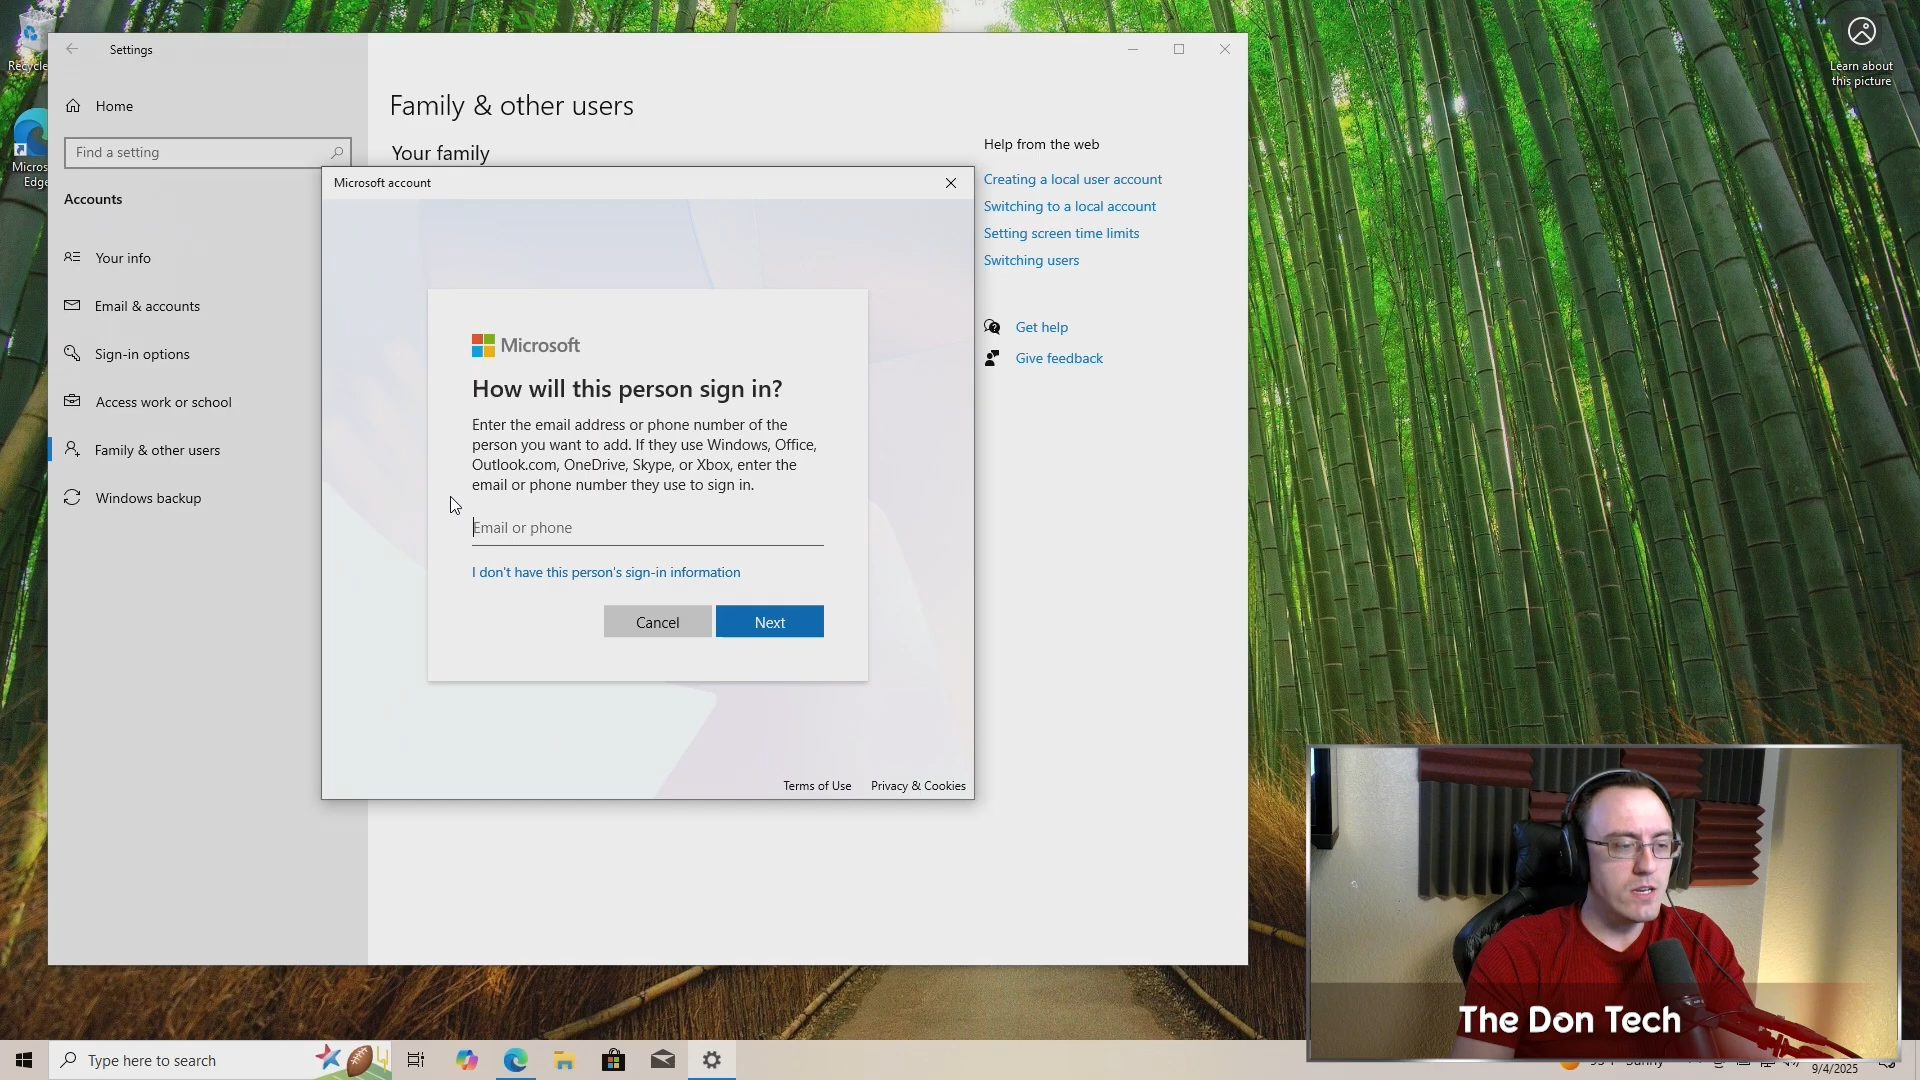 Recycle
Micros
Edge
Settings
Home
Find a setting
Accounts
Your info
Email & accounts
Sign-in options
Access work or school
Family & other users
Windows backup
Family & other users
Your family
Help from the web
Creating a local user account
Switching to a local account
Setting screen time limits
Switching users
Get help
Give feedback
Microsoft account
Microsoft
How will this person sign in?
Enter the email address or phone number of the
person you want to add. If they use Windows, Office,
Outlook.com, OneDrive, Skype, or Xbox, enter the
email or phone number they use to sign in.
Email or phone
I don't have this person's sign-in information
Cancel
Next
Terms of Use
Privacy & Cookies
Learn about
this picture
The Don Tech
Type here to search
Sunny
9/4/2025